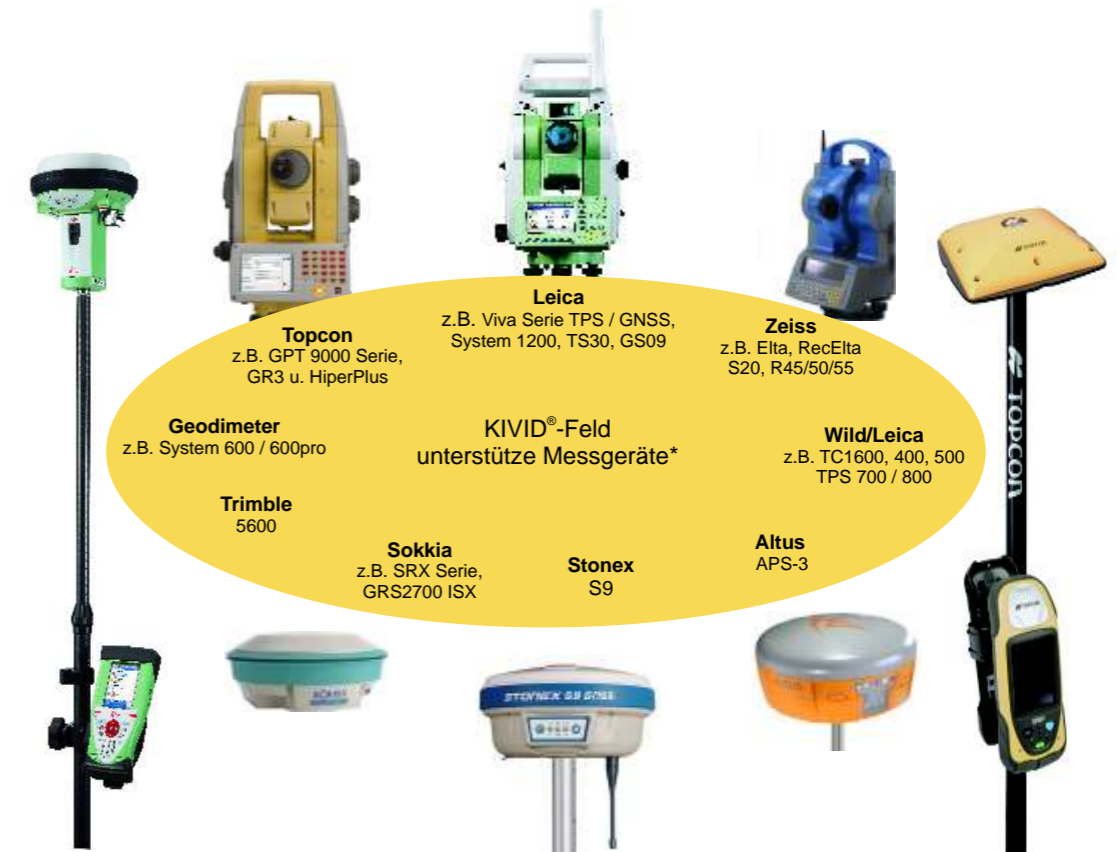 Leica
z.B. Viva Serie TPS / GNSS,
System 1200, TS30, GS09
Topcon
z.B. GPT 9000 Serie,
GR3 u. HiperPlus
Zeiss
z.B. Elta, RecElta
S20, R45/50/55
Geodimeter
z.B. System 600 / 600pro
KIVID®-Feld
unterstütze Messgeräte*
Wild/Leica
z.B. TC1600, 400, 500
TPS 700 / 800
Trimble
5600
Sokkia
z.B. SRX Serie,
GRS2700 ISX
Stonex
S9
Altus
APS-3
TOPCON
SOKKIA
STONEX S9 GNSS